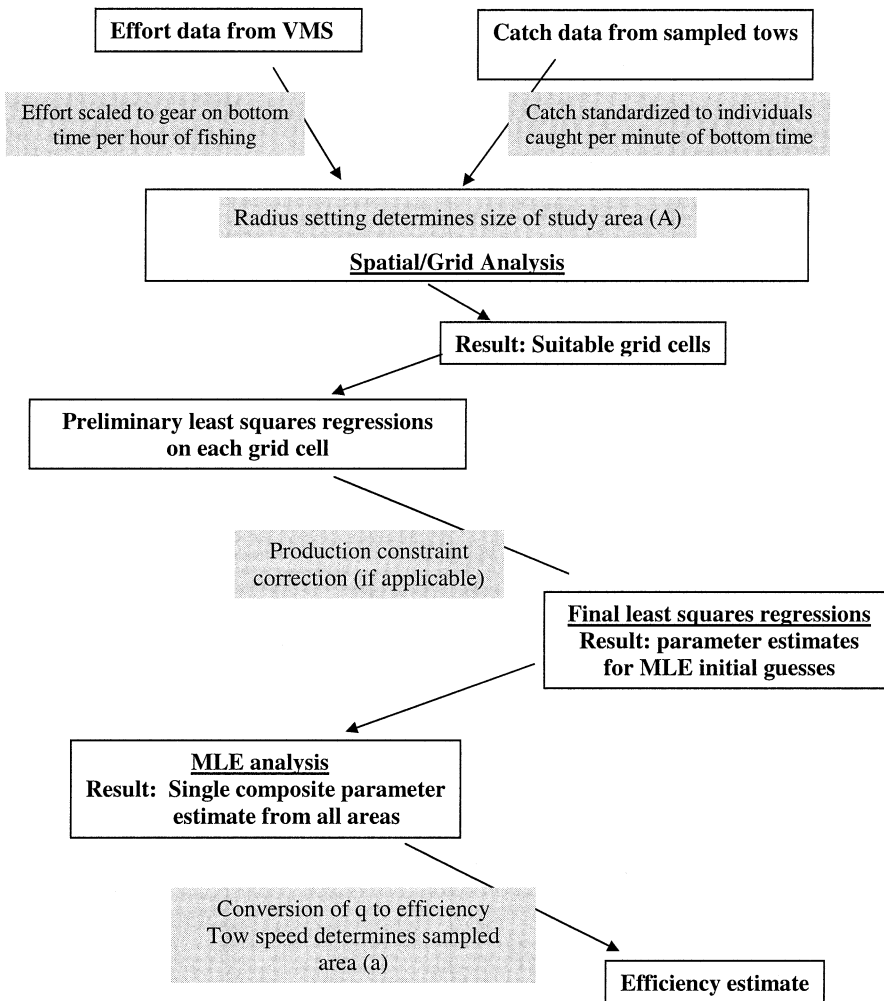 Effort data from VMS
Catch data from sampled tows
Effort scaled to gear on bottom
time per hour of fishing
Catch standardized to individuals
caught per minute of bottom time
Radius setting determines size of study area (A)
Spatial/Grid Analysis
Result: Suitable grid cells
Preliminary least squares regressions
on each grid cell
Production constraint
correction (if applicable)
Final least squares regressions
Result: parameter estimates
for MLE initial guesses
MLE analysis
Result: Single composite parameter
estimate from all areas
Conversion of q to efficiency
Tow speed determines sampled
area (a)
Efficiency estimate